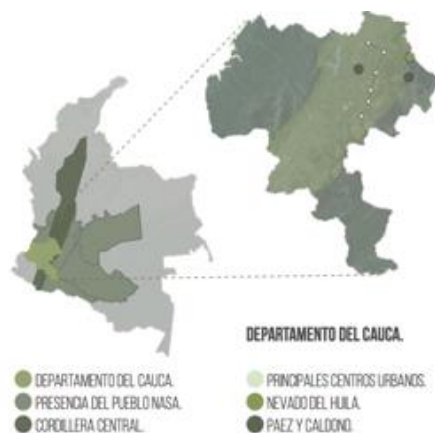 DEPARTAMENTO DEL CAUCA.
DEPARTAMENTO DEL CAUCA.
PRESENCIA DEL PUEBLO NASA.
CORDILLERA CENTRAL.
PRINCIPALES CENTROS URBANOS.
NEVADO DEL HUILA.
PAEZ Y CALDONO.